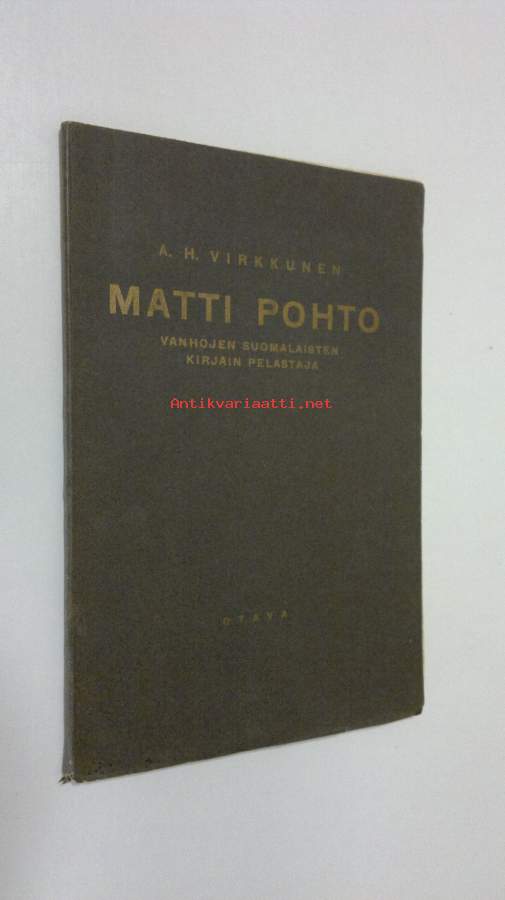 A. H. VIRKKUNEN
MATTI POHTO
VANHOJEN SUOMALAISTEN
KIRJAIN PELASTAJA
Antikvariaatti.net
OTAVA